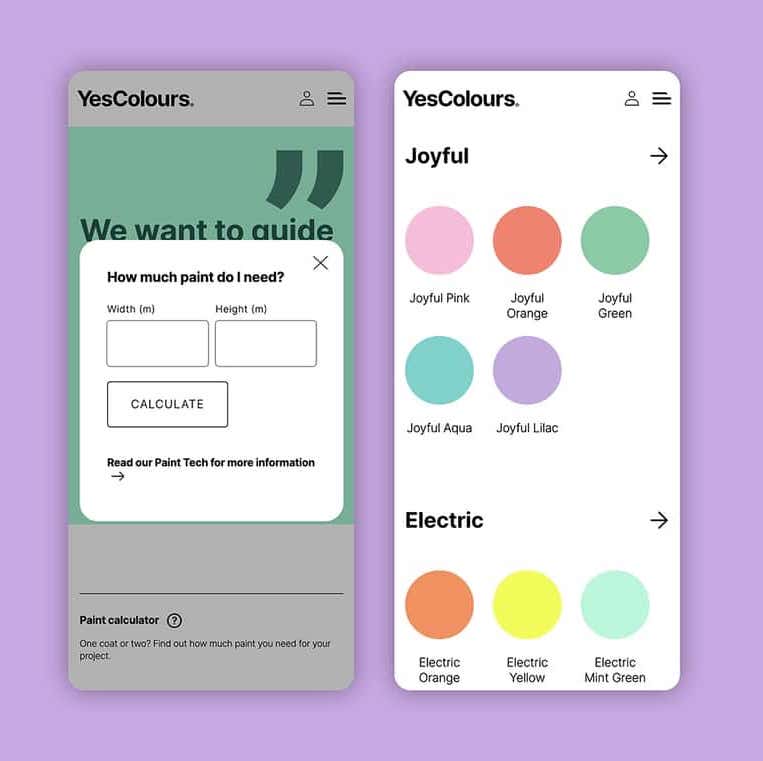 YesColours.
We want to guide
How much paint do I need?
Width (m)
Height (m)
CALCULATE
Read our Paint Tech for more information
→
Paint calculator ?
One coat or two? Find out how much paint you need for your
project.
YesColours.
Joyful →
Joyful Pink
Joyful
Orange
Joyful
Green
Joyful Aqua
Joyful Lilac
Electric →
Electric
Orange
Electric
Yellow
Electric
Mint Green